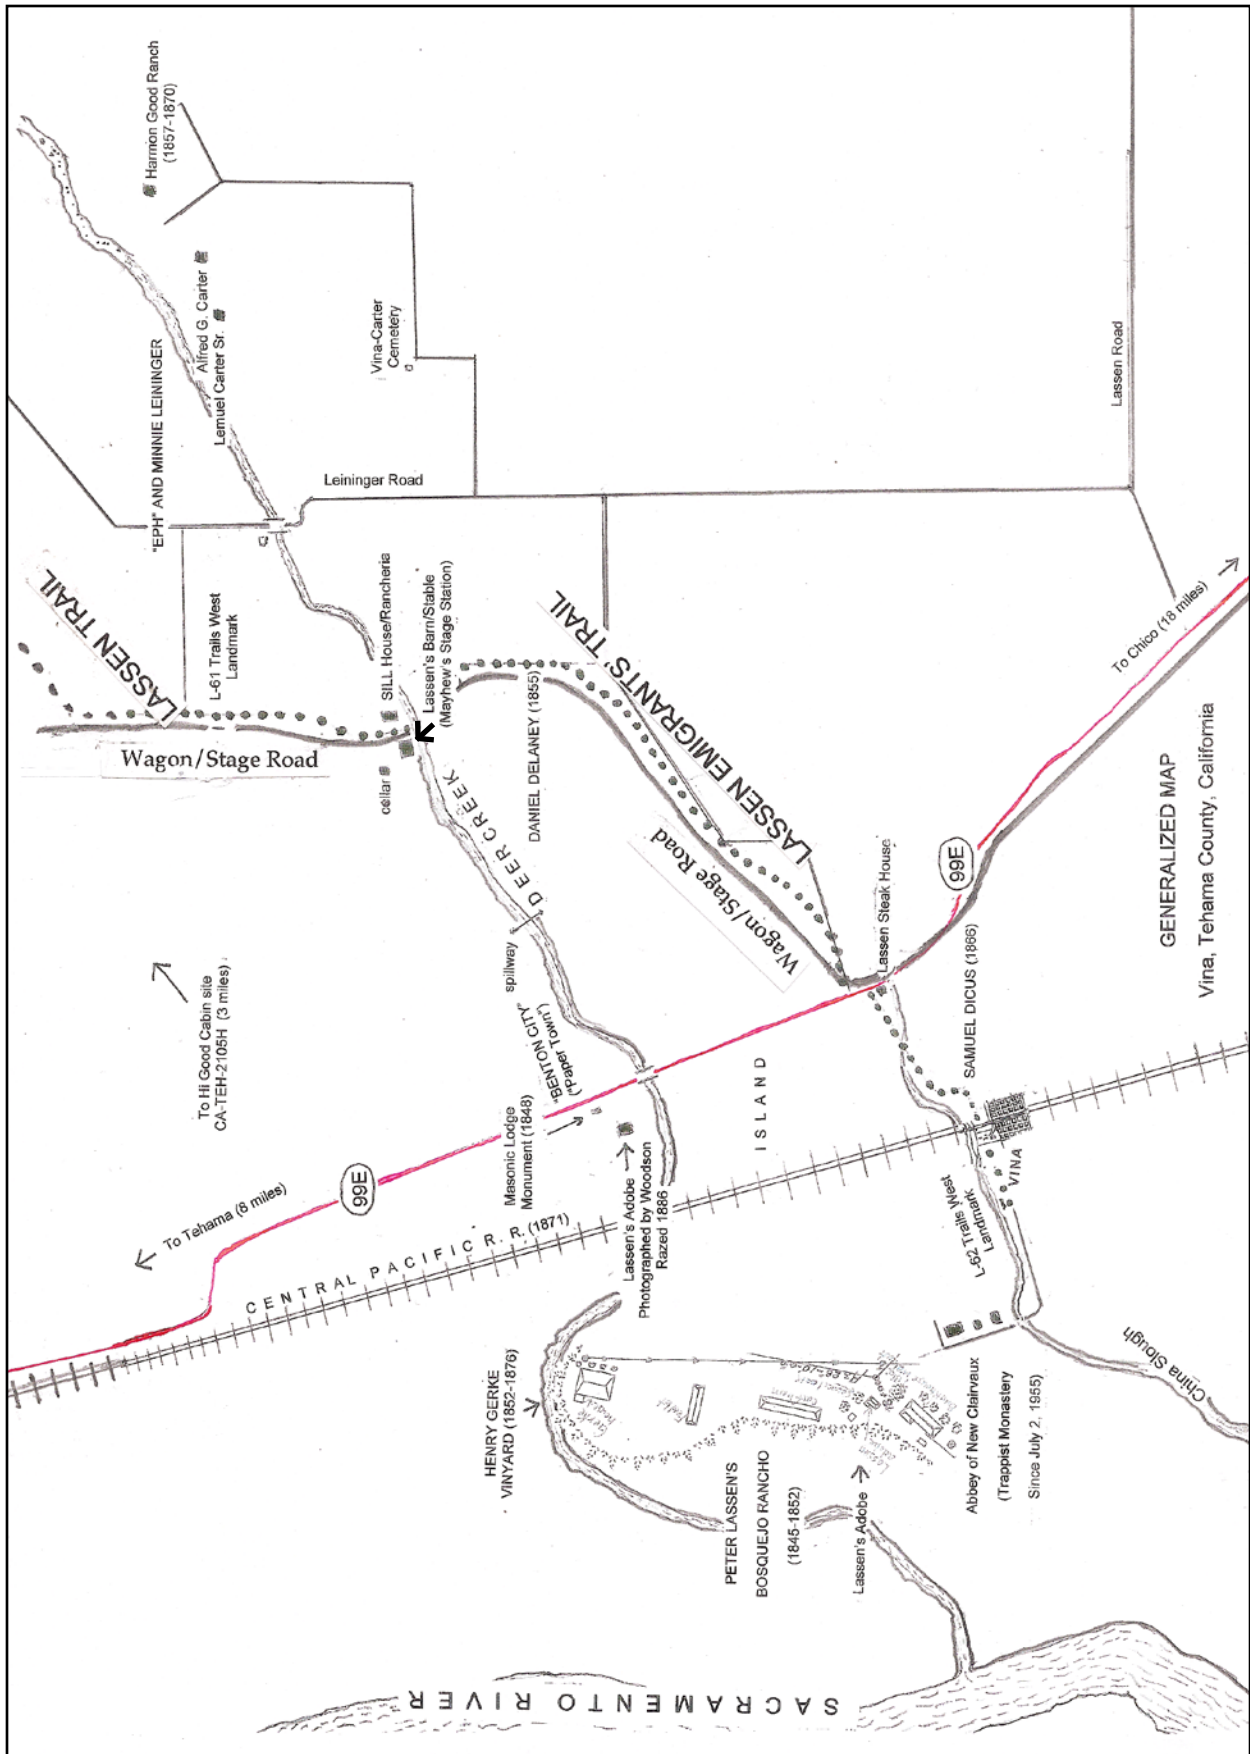 Harmon Good Ranch
(1857-1870)
Alfred G. Carter
Lemuel Carter Sr.
"EPH" AND MINNIE LEININGER
Vina-Carter
Cemetery
Leininger Road
Lassen Road
LASSEN TRAIL
L-61 Trails West
Landmark
Wagon/Stage Road
SILL House/Rancheria
Lassen's Barn/Stable
(Mayhew's Stage Station)
cellar
DEER CREEK
DANIEL DELANEY (1855)
LASSEN EMIGRANTS' TRAIL
Wagon/Stage Road
To Chico (18 miles)
Lassen Steak House
99E
spillway
To Hi Good Cabin site
CA-TEH-2105H (3 miles)
"BENTON CITY"
("Paper Town")
Masonic Lodge
Monument (1848)
ISLAND
SAMUEL DICUS (1866)
GENERALIZED MAP
Vina, Tehama County, California
To Tehama (8 miles)
99E
CENTRAL PACIFIC R. R. (1871)
Lassen's Adobe
Photographed by Woodson
Razed 1886
VINA
L-62 Trails West
Landmark
HENRY GERKE
VINYARD (1852-1876)
PETER LASSEN'S
BOSQUEJO RANCHO
(1845-1852)
Lassen's Adobe
Abbey of New Clairvaux
(Trappist Monastery
Since July 2, 1955)
China Slough
SACRAMENTO RIVER